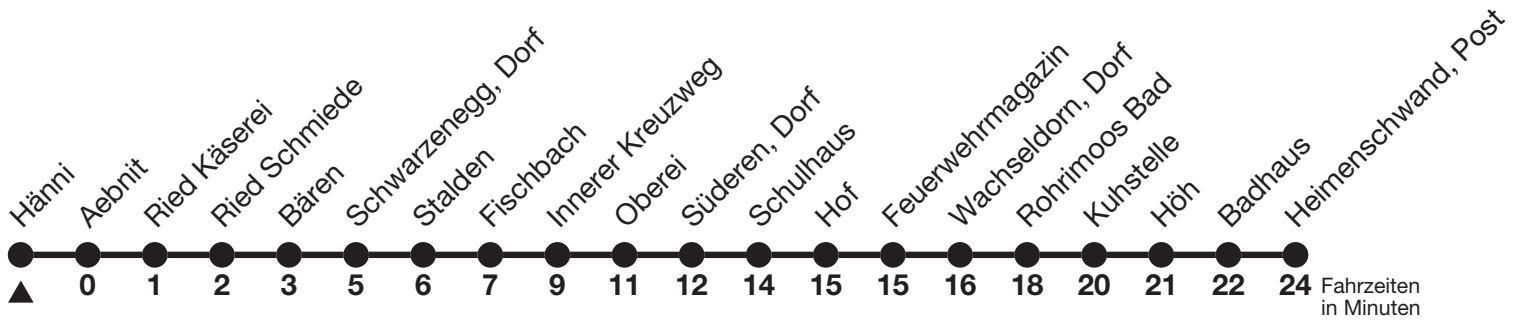 Hänni
Aebnit
Ried Käserei
Ried Schmiede
Bären
Schwarzenegg, Dorf
Stalden
Fischbach
Innerer Kreuzweg
Oberei
Süderen, Dorf
Schulhaus
Hof
Feuerwehrmagazin
Wachseldorn, Dorf
Rohrimoos Bad
Kuhstelle
Höh
Badhaus
Heimenschwand, Post
0 1 2 3 5 6 7 9 11 12 14 15 15 16 18 20 21 22 24
Fahrzeiten
in Minuten